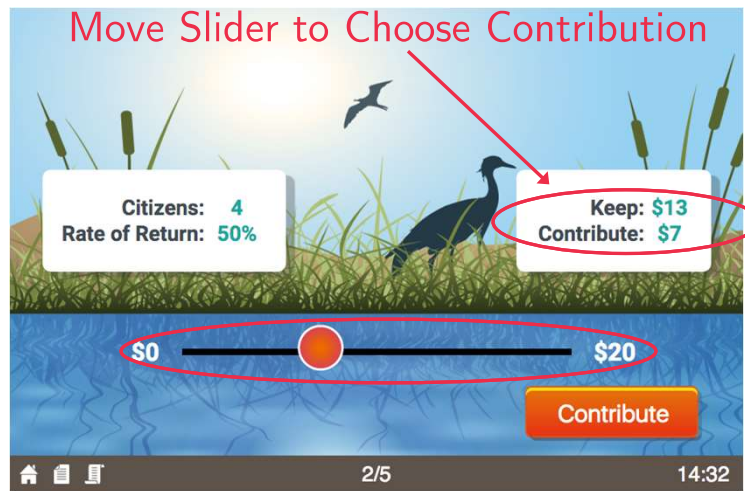 Move Slider to Choose Contribution
Citizens: 4
Rate of Return: 50%
Keep: $13
Contribute: $7
$0
$20
Contribute
2/5
14:32